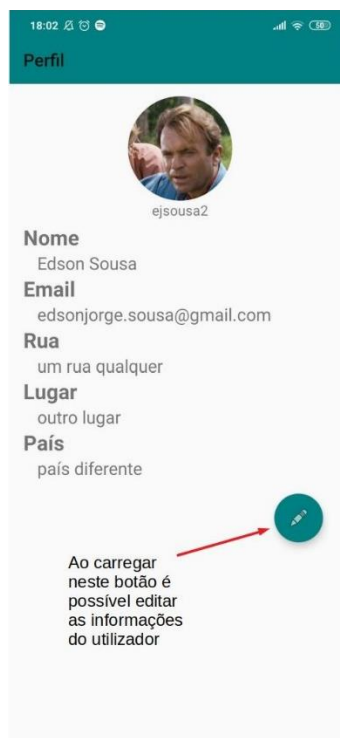 18:02
50
Perfil
ejsousa2
Nome
Edson Sousa
Email
edsonjorge.sousa@gmail.com
Rua
um rua qualquer
Lugar
outro lugar
País
país diferente
Ao carregar
neste botão é
possível editar
as informações
do utilizador